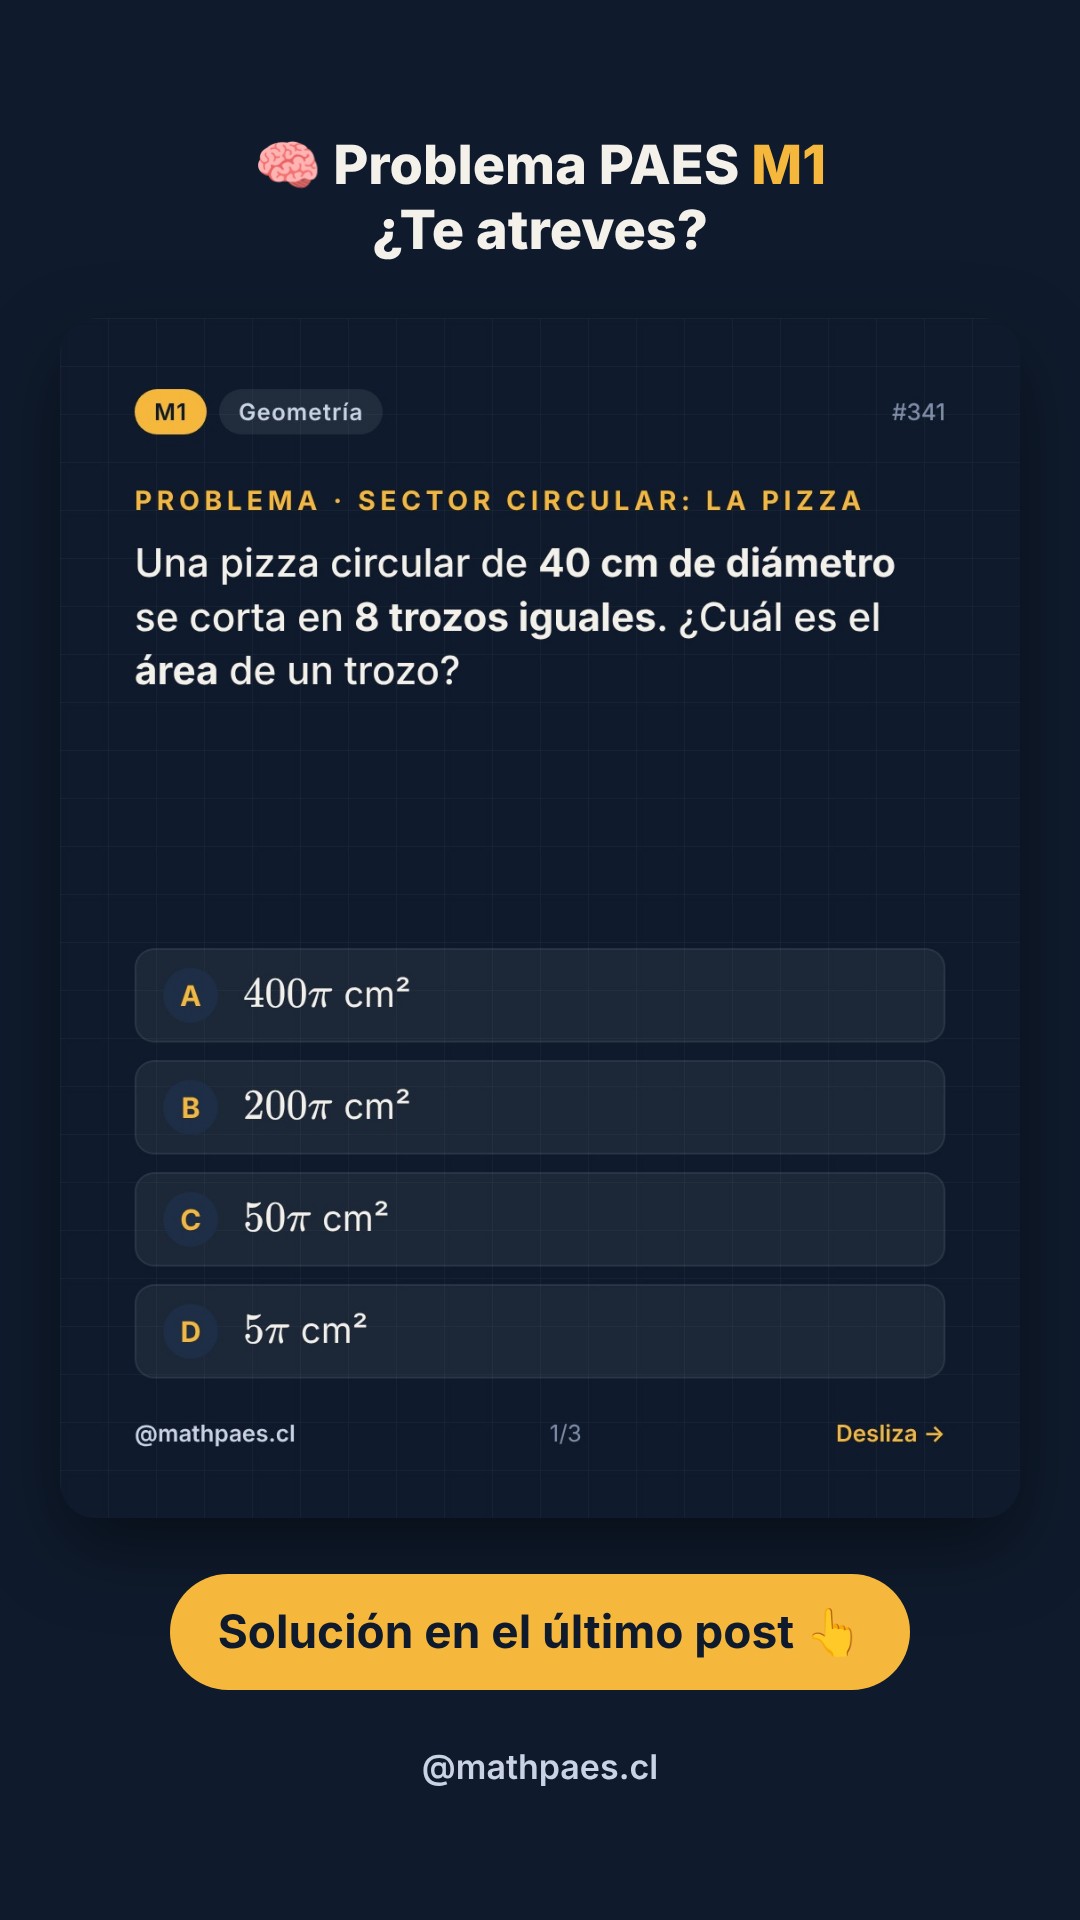 🧠 Problema PAES M1
¿Te atreves?
M1 Geometría #341
PROBLEMA · SECTOR CIRCULAR: LA PIZZA
Una pizza circular de 40 cm de diámetro
se corta en 8 trozos iguales. ¿Cuál es el
área de un trozo?
A 400π cm²
B 200π cm²
C 50π cm²
D 5π cm²
@mathpaes.cl 1/3 Desliza →
Solución en el último post 👆
@mathpaes.cl